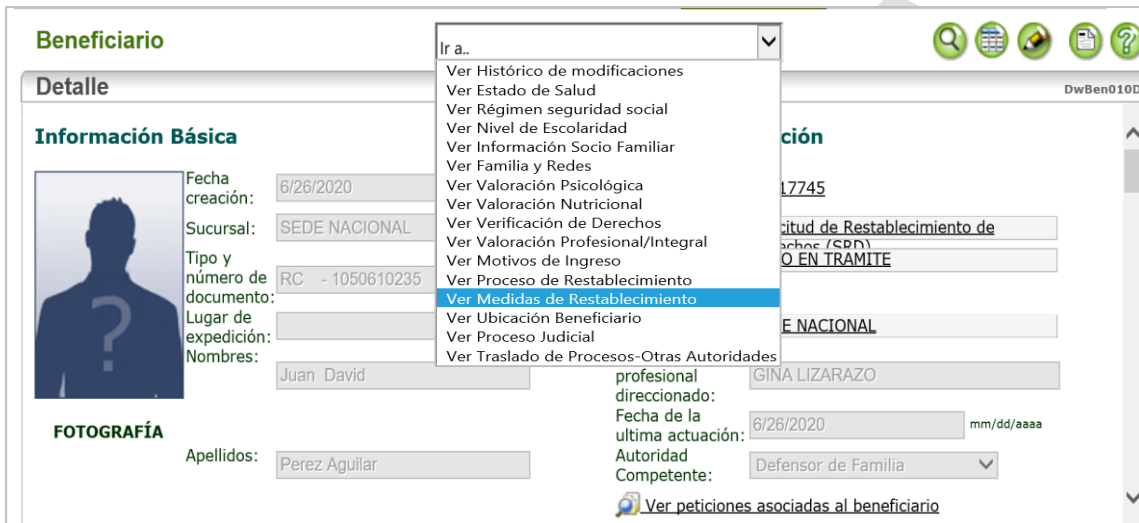 Beneficiario
Ir a..
Ver Histórico de modificaciones
Ver Estado de Salud
Ver Régimen seguridad social
Ver Nivel de Escolaridad
Ver Información Socio Familiar
Ver Familia y Redes
Ver Valoración Psicológica
Ver Valoración Nutricional
Ver Verificación de Derechos
Ver Valoración Profesional/Integral
Ver Motivos de Ingreso
Ver Proceso de Restablecimiento
Ver Medidas de Restablecimiento
Ver Ubicación Beneficiario
Ver Proceso Judicial
Ver Traslado de Procesos-Otras Autoridades
Detalle
DwBen010D
Información Básica
Fecha
creación:
6/26/2020
Sucursal:
SEDE NACIONAL
Tipo y
número de
documento:
RC - 1050610235
Lugar de
expedición:
Nombres:
Juan David
FOTOGRAFÍA
Apellidos:
Perez Aguilar
ción
17745
citud de Restablecimiento de
echos (SRD)
O EN TRAMITE
E NACIONAL
profesional
direccionado:
GINA LIZARAZO
Fecha de la
ultima actuación:
6/26/2020
mm/dd/aaaa
Autoridad
Competente:
Defensor de Familia
Ver peticiones asociadas al beneficiario